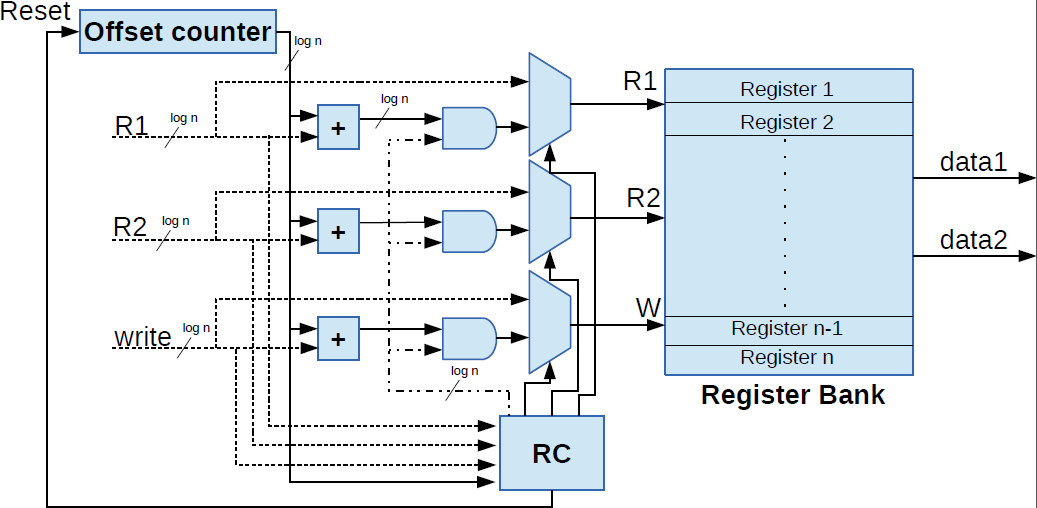 Reset
Offset counter
log n
R1
log n
+
log n
R1
Register 1
Register 2
data1
R2
log n
+
R2
data2
write
log n
+
W
Register n-1
Register n
log n
Register Bank
RC